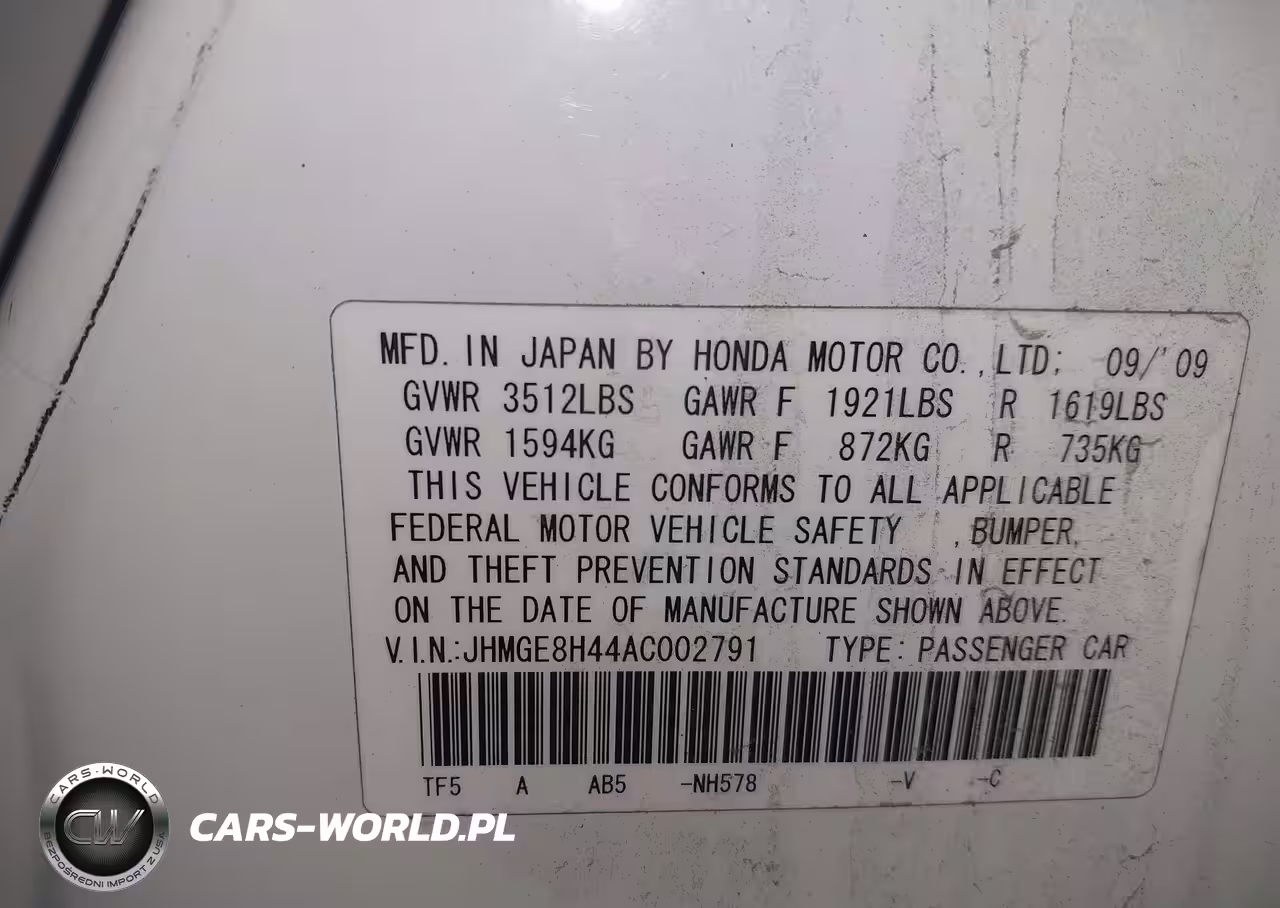 MFD. IN JAPAN BY HONDA MOTOR CO.,LTD; 09/'09
GVWR 3512LBS GAWR F 1921LBS R 1619LBS
GVWR 1594KG GAWR F 872KG R 735KG
THIS VEHICLE CONFORMS TO ALL APPLICABLE
FEDERAL MOTOR VEHICLE SAFETY , BUMPER,
AND THEFT PREVENTION STANDARDS IN EFFECT
ON THE DATE OF MANUFACTURE SHOWN ABOVE.
V.I.N.:JHMGE8H44AC002791 TYPE: PASSENGER CAR
TF5 A AB5 -NH578 -V -C
CARS-WORLD
CW
BEZPOŚREDNI IMPORT Z USA
CARS-WORLD.PL